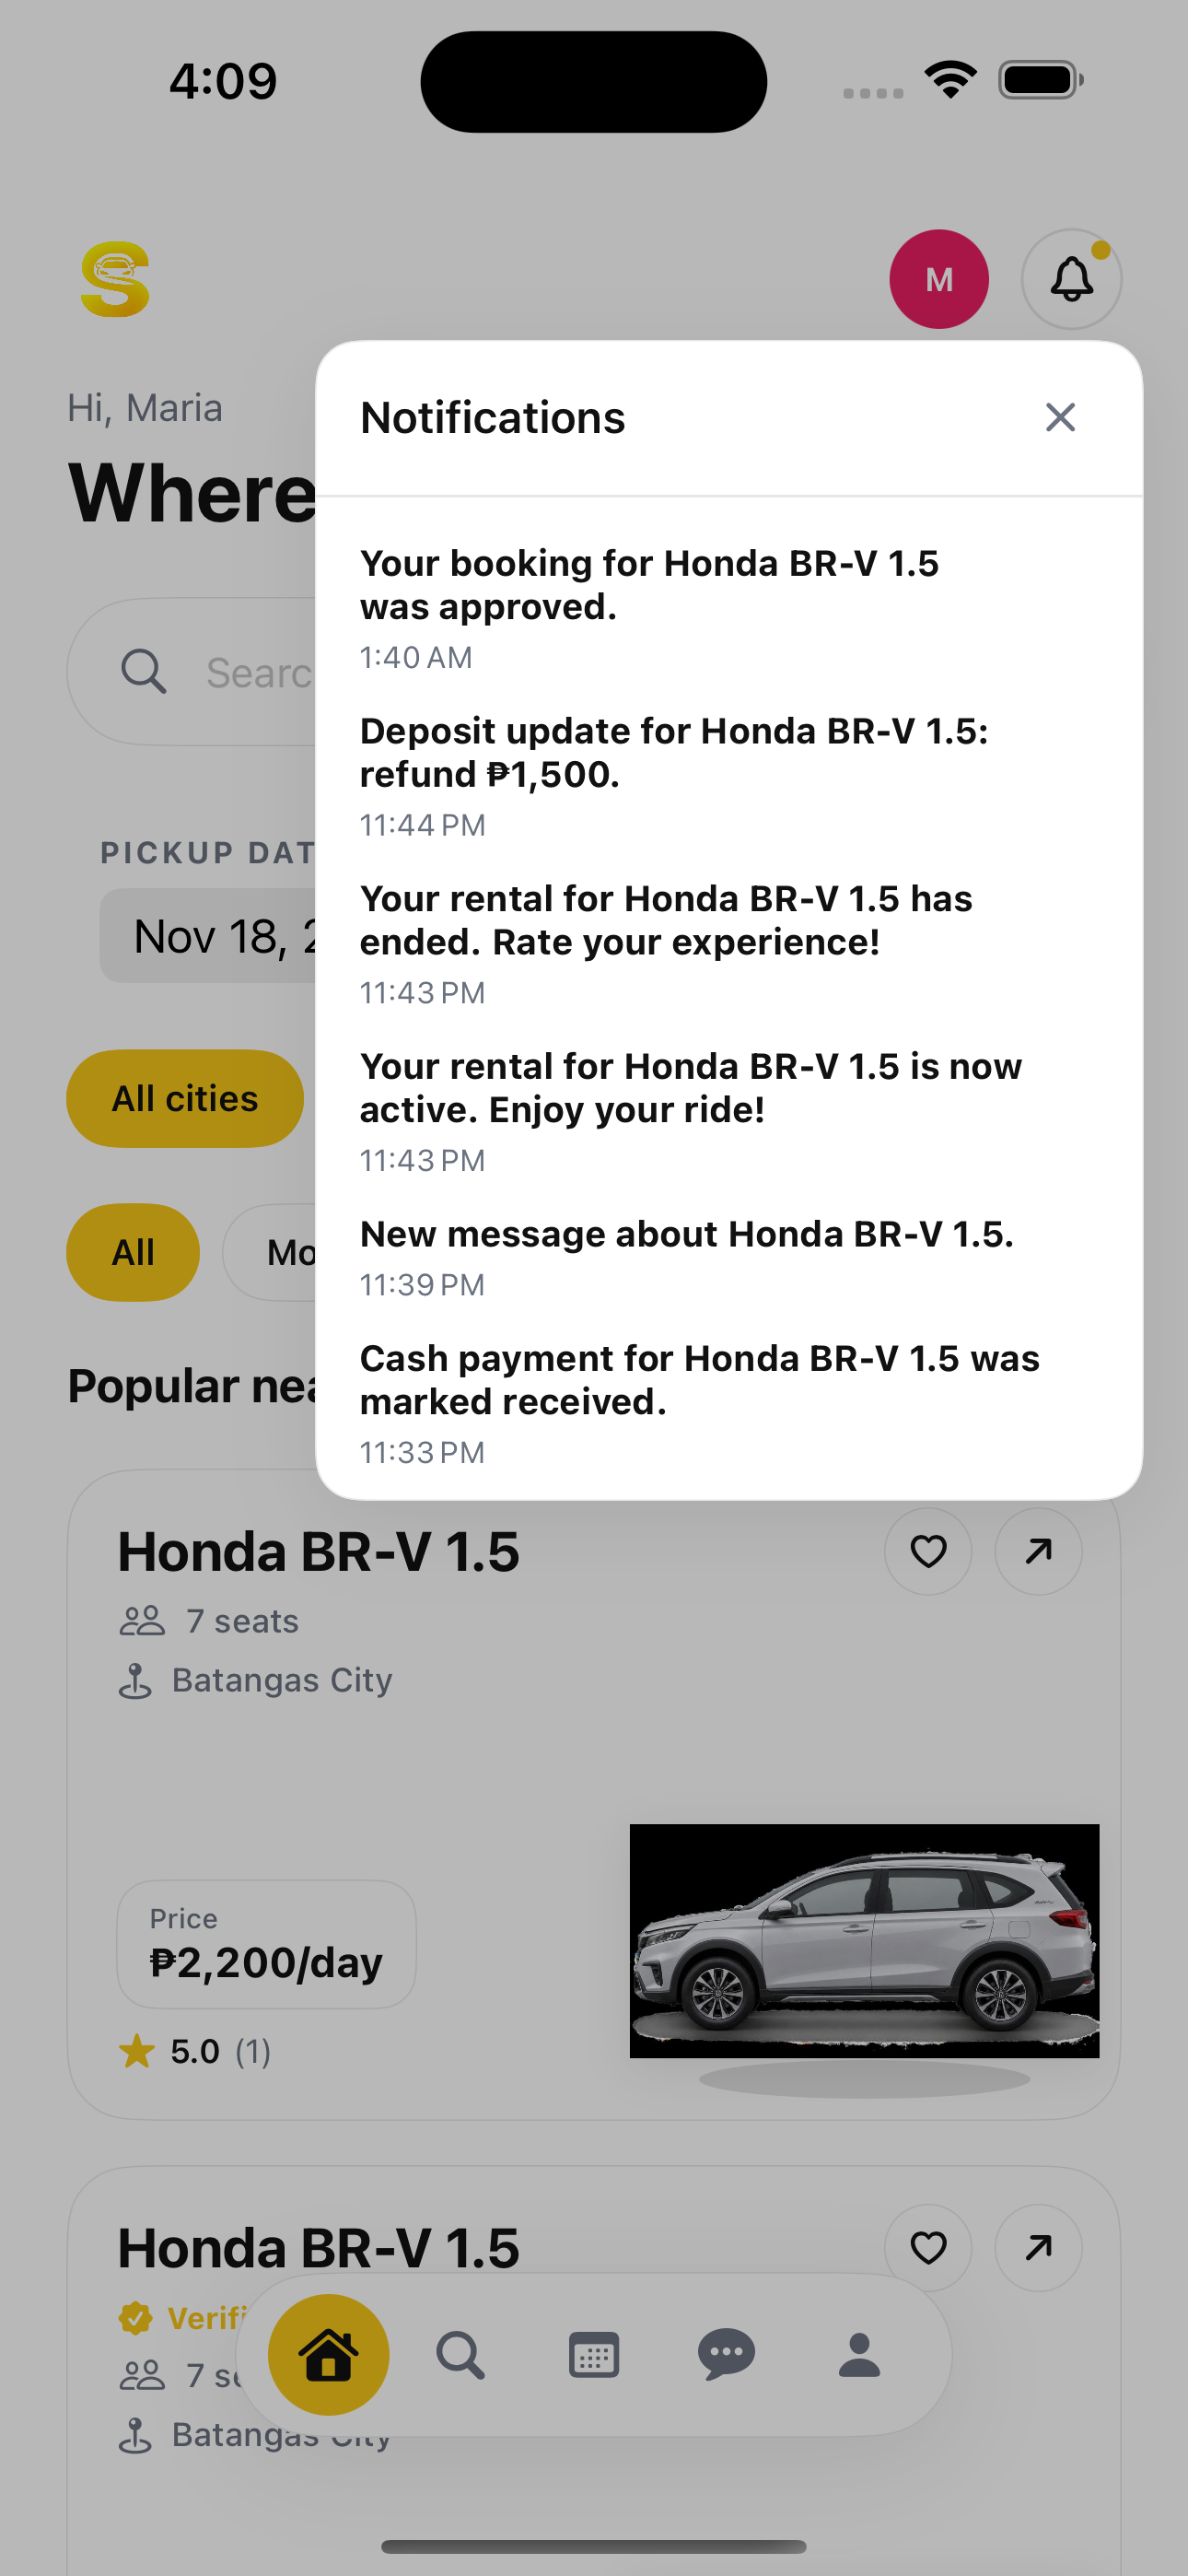 4:09
S
M
Hi, Maria
Where
Notifications
Your booking for Honda BR-V 1.5
was approved.
1:40 AM
Deposit update for Honda BR-V 1.5:
refund ₱1,500.
11:44 PM
Your rental for Honda BR-V 1.5 has
ended. Rate your experience!
11:43 PM
Your rental for Honda BR-V 1.5 is now
active. Enjoy your ride!
11:43 PM
New message about Honda BR-V 1.5.
11:39 PM
Cash payment for Honda BR-V 1.5 was
marked received.
11:33 PM
Searc
PICKUP DAT
Nov 18, 2
All cities
All
Mo
Popular nea
Honda BR-V 1.5
7 seats
Batangas City
Price
₱2,200/day
5.0 (1)
Honda BR-V 1.5
Verifi
7 se
Batangas City